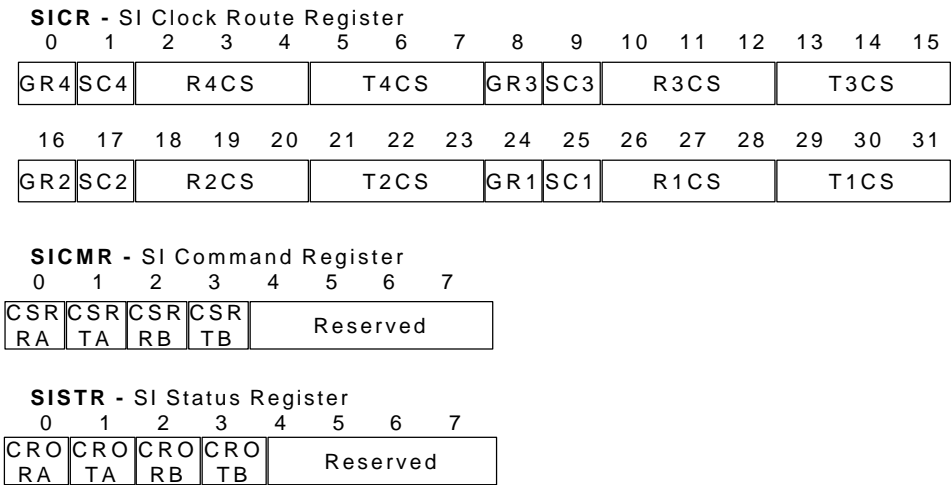 SICR - SI Clock Route Register
0 1 2 3 4 5 6 7 8 9 10 11 12 13 14 15
GR4 SC4 R4CS T4CS GR3 SC3 R3CS T3CS
16 17 18 19 20 21 22 23 24 25 26 27 28 29 30 31
GR2 SC2 R2CS T2CS GR1 SC1 R1CS T1CS
SICMR - SI Command Register
0 1 2 3 4 5 6 7
CSR CSR CSR CSR Reserved
RA TA RB TB
SISTR - SI Status Register
0 1 2 3 4 5 6 7
CRO CRO CRO CRO Reserved
RA TA RB TB